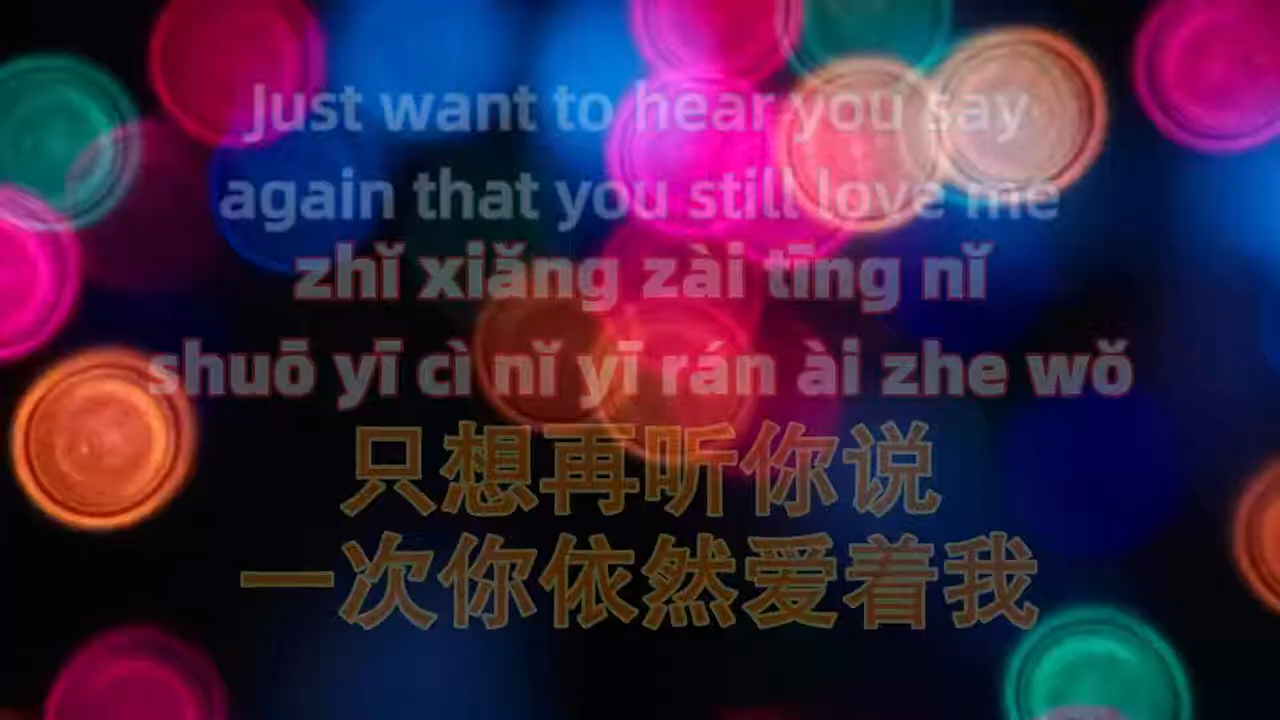 Just want to hear you say
again that you still love me
zhǐ xiǎng zài tīng nǐ
shuō yī cì nǐ yī rán ài zhe wǒ
只想再听你说
一次你依然爱着我